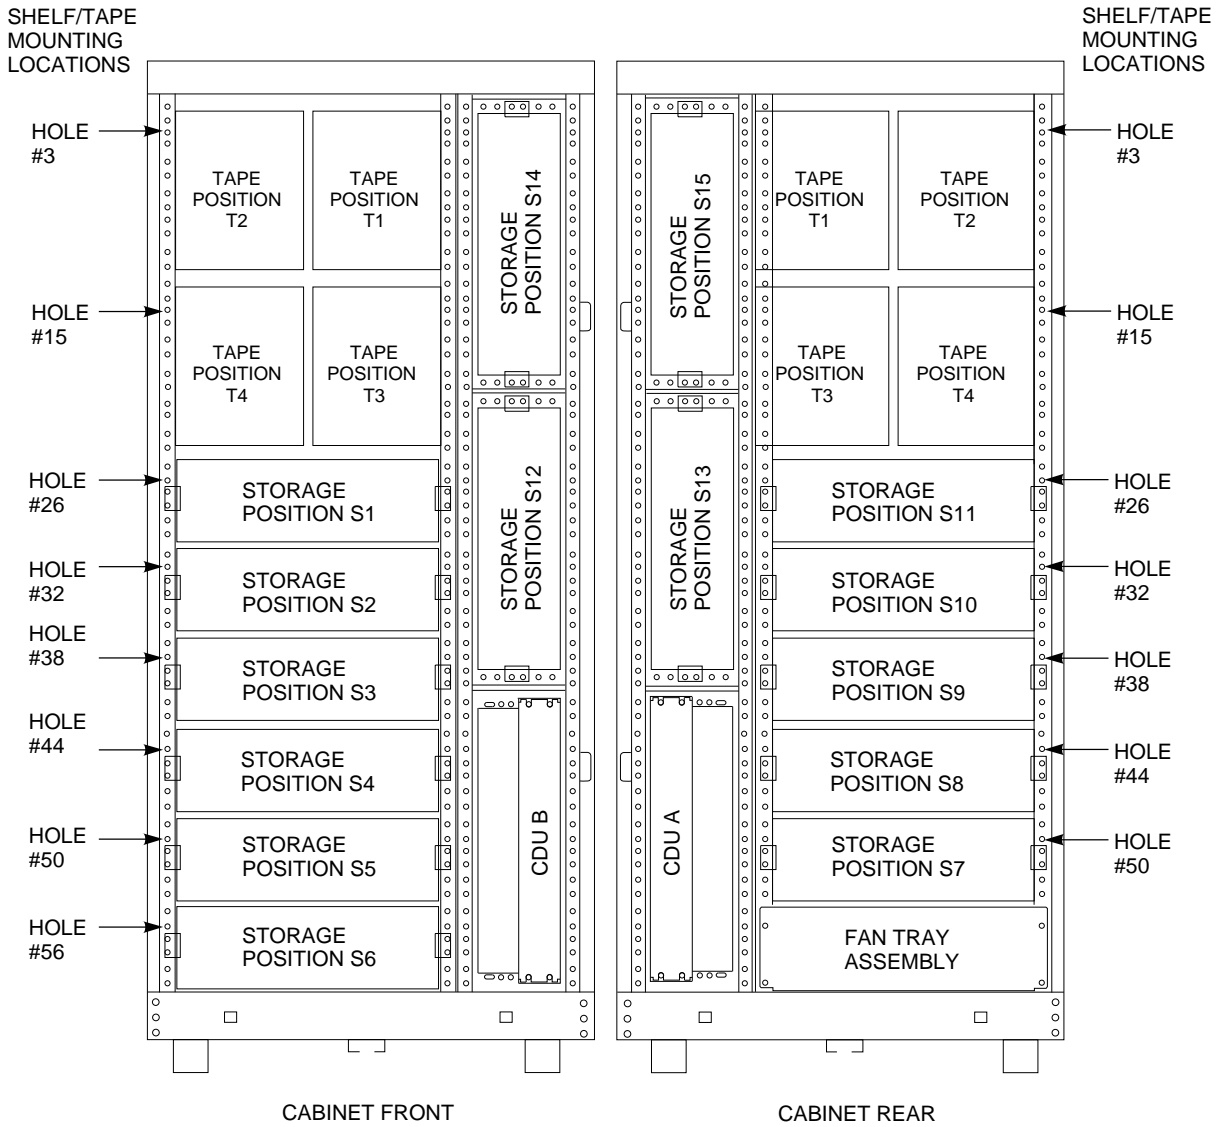 SHELF/TAPE
MOUNTING
LOCATIONS
SHELF/TAPE
MOUNTING
LOCATIONS
HOLE
#3
HOLE
#15
HOLE
#26
HOLE
#32
HOLE
#38
HOLE
#44
HOLE
#50
HOLE
#56
TAPE
POSITION
T2
TAPE
POSITION
T1
TAPE
POSITION
T4
TAPE
POSITION
T3
STORAGE
POSITION S1
STORAGE
POSITION S2
STORAGE
POSITION S3
STORAGE
POSITION S4
STORAGE
POSITION S5
STORAGE
POSITION S6
STORAGE
POSITION S14
STORAGE
POSITION S12
CDU B
STORAGE
POSITION S15
STORAGE
POSITION S13
CDU A
TAPE
POSITION
T1
TAPE
POSITION
T2
TAPE
POSITION
T3
TAPE
POSITION
T4
STORAGE
POSITION S11
STORAGE
POSITION S10
STORAGE
POSITION S9
STORAGE
POSITION S8
STORAGE
POSITION S7
FAN TRAY
ASSEMBLY
HOLE
#3
HOLE
#15
HOLE
#26
HOLE
#32
HOLE
#38
HOLE
#44
HOLE
#50
CABINET FRONT
CABINET REAR